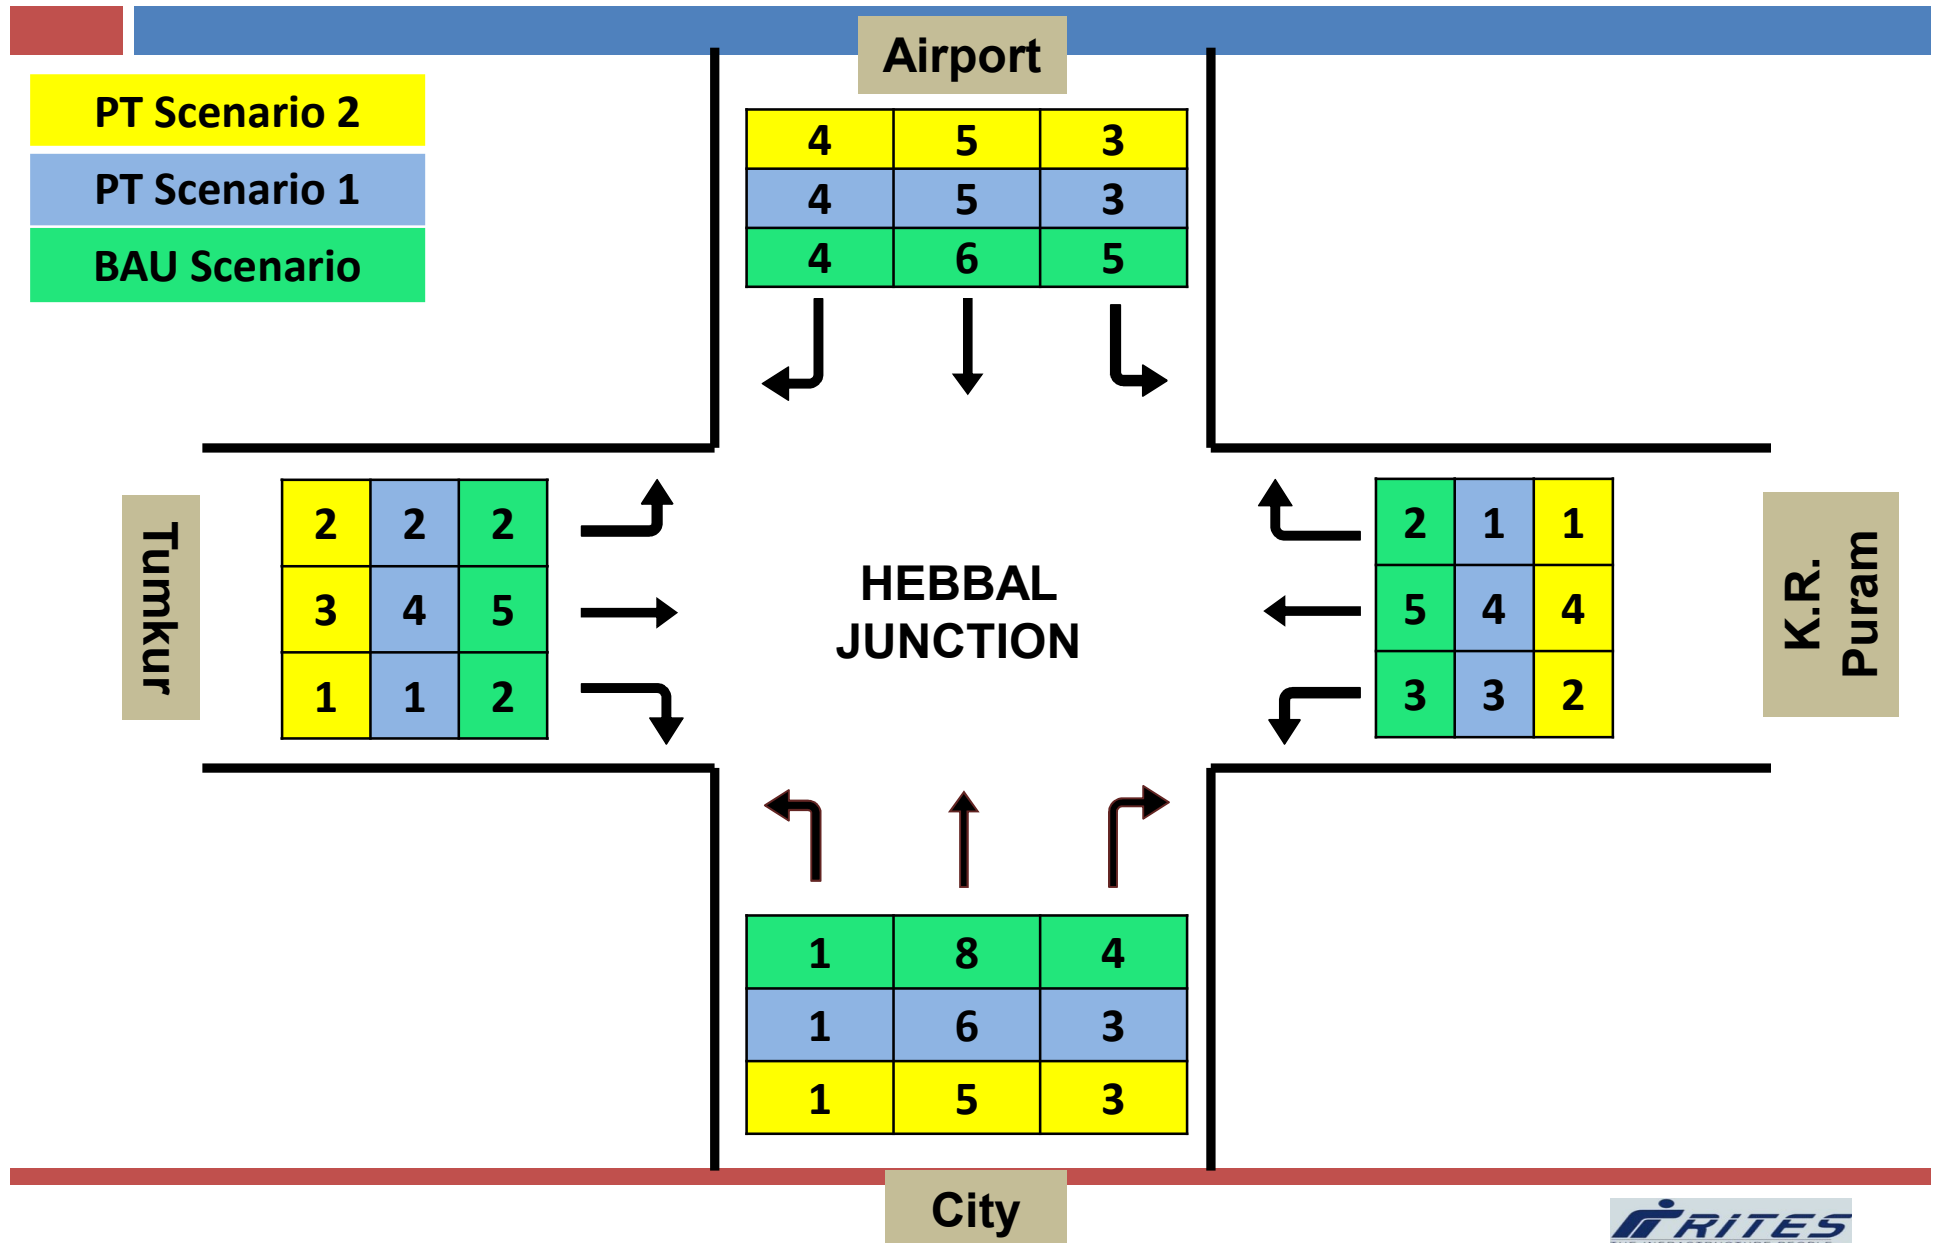 Airport
PT Scenario 2
PT Scenario 1
BAU Scenario
4 5 3
4 5 3
4 6 5
Tumkur
2 2 2
3 4 5
1 1 2
HEBBAL
JUNCTION
2 1 1
5 4 4
3 3 2
K.R.
Puram
1 8 4
1 6 3
1 5 3
City
RITES